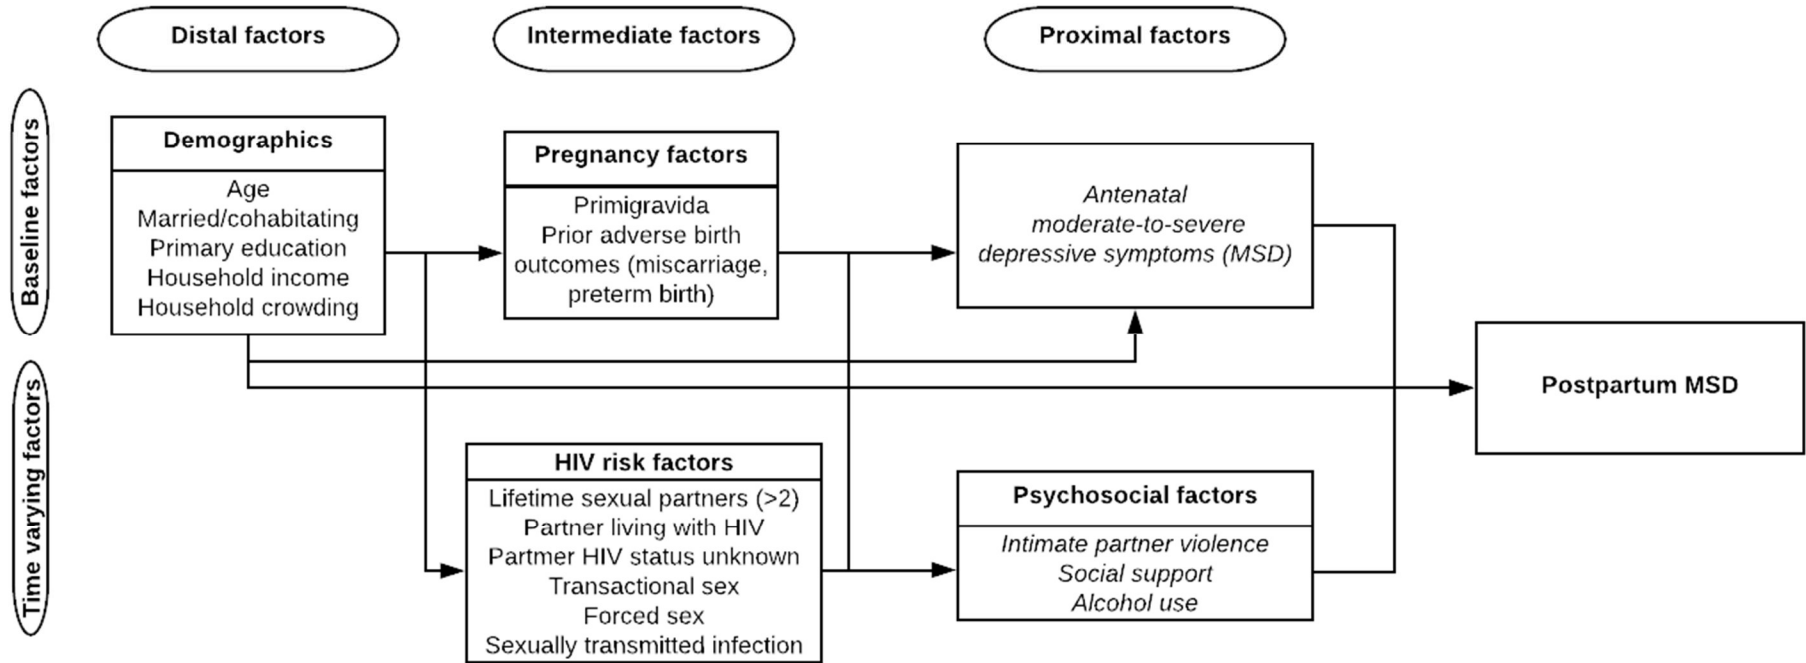 Distal factors
Intermediate factors
Proximal factors
Baseline factors
Demographics
Age
Married/cohabitating
Primary education
Household income
Household crowding
Pregnancy factors
Primigravida
Prior adverse birth
outcomes (miscarriage,
preterm birth)
Antenatal
moderate-to-severe
depressive symptoms (MSD)
Postpartum MSD
Time varying factors
HIV risk factors
Lifetime sexual partners (>2)
Partner living with HIV
Partmer HIV status unknown
Transactional sex
Forced sex
Sexually transmitted infection
Psychosocial factors
Intimate partner violence
Social support
Alcohol use